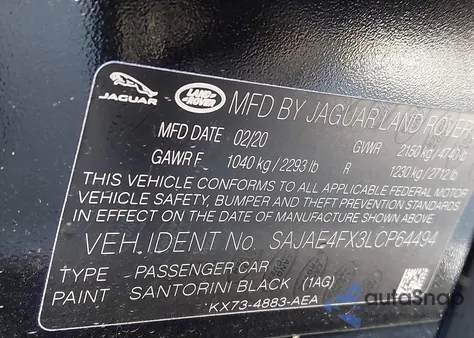 JAGUAR LAND ROVER MFD BY JAGUAR LAND ROVER
MFD DATE 02/20 GVWR 2150 kg / 4740 lb
GAWR F 1040 kg / 2293 lb R 1230 kg / 2712 lb
THIS VEHICLE CONFORMS TO ALL APPLICABLE FEDERAL MOTOR
VEHICLE SAFETY, BUMPER AND THEFT PREVENTION STANDARDS
IN EFFECT ON THE DATE OF MANUFACTURE SHOWN ABOVE.
VEH. IDENT No. SAJAE4FX3LCP64494
TYPE : PASSENGER CAR
PAINT SANTORINI BLACK (1AG)
KX73-4883-AEA
autoSnap